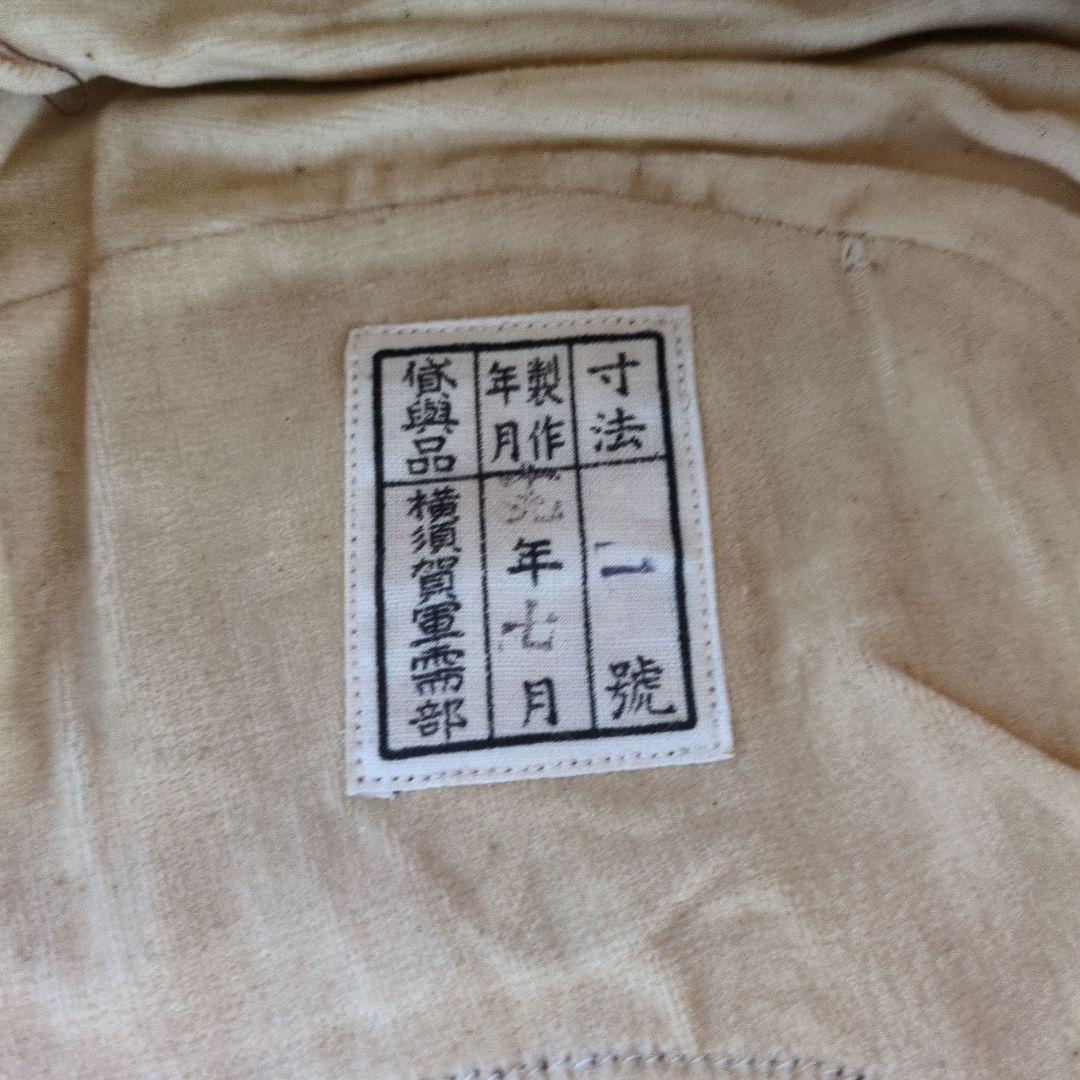 寸法
一號
製作
年月
年七月
貸與品
横須賀軍需部